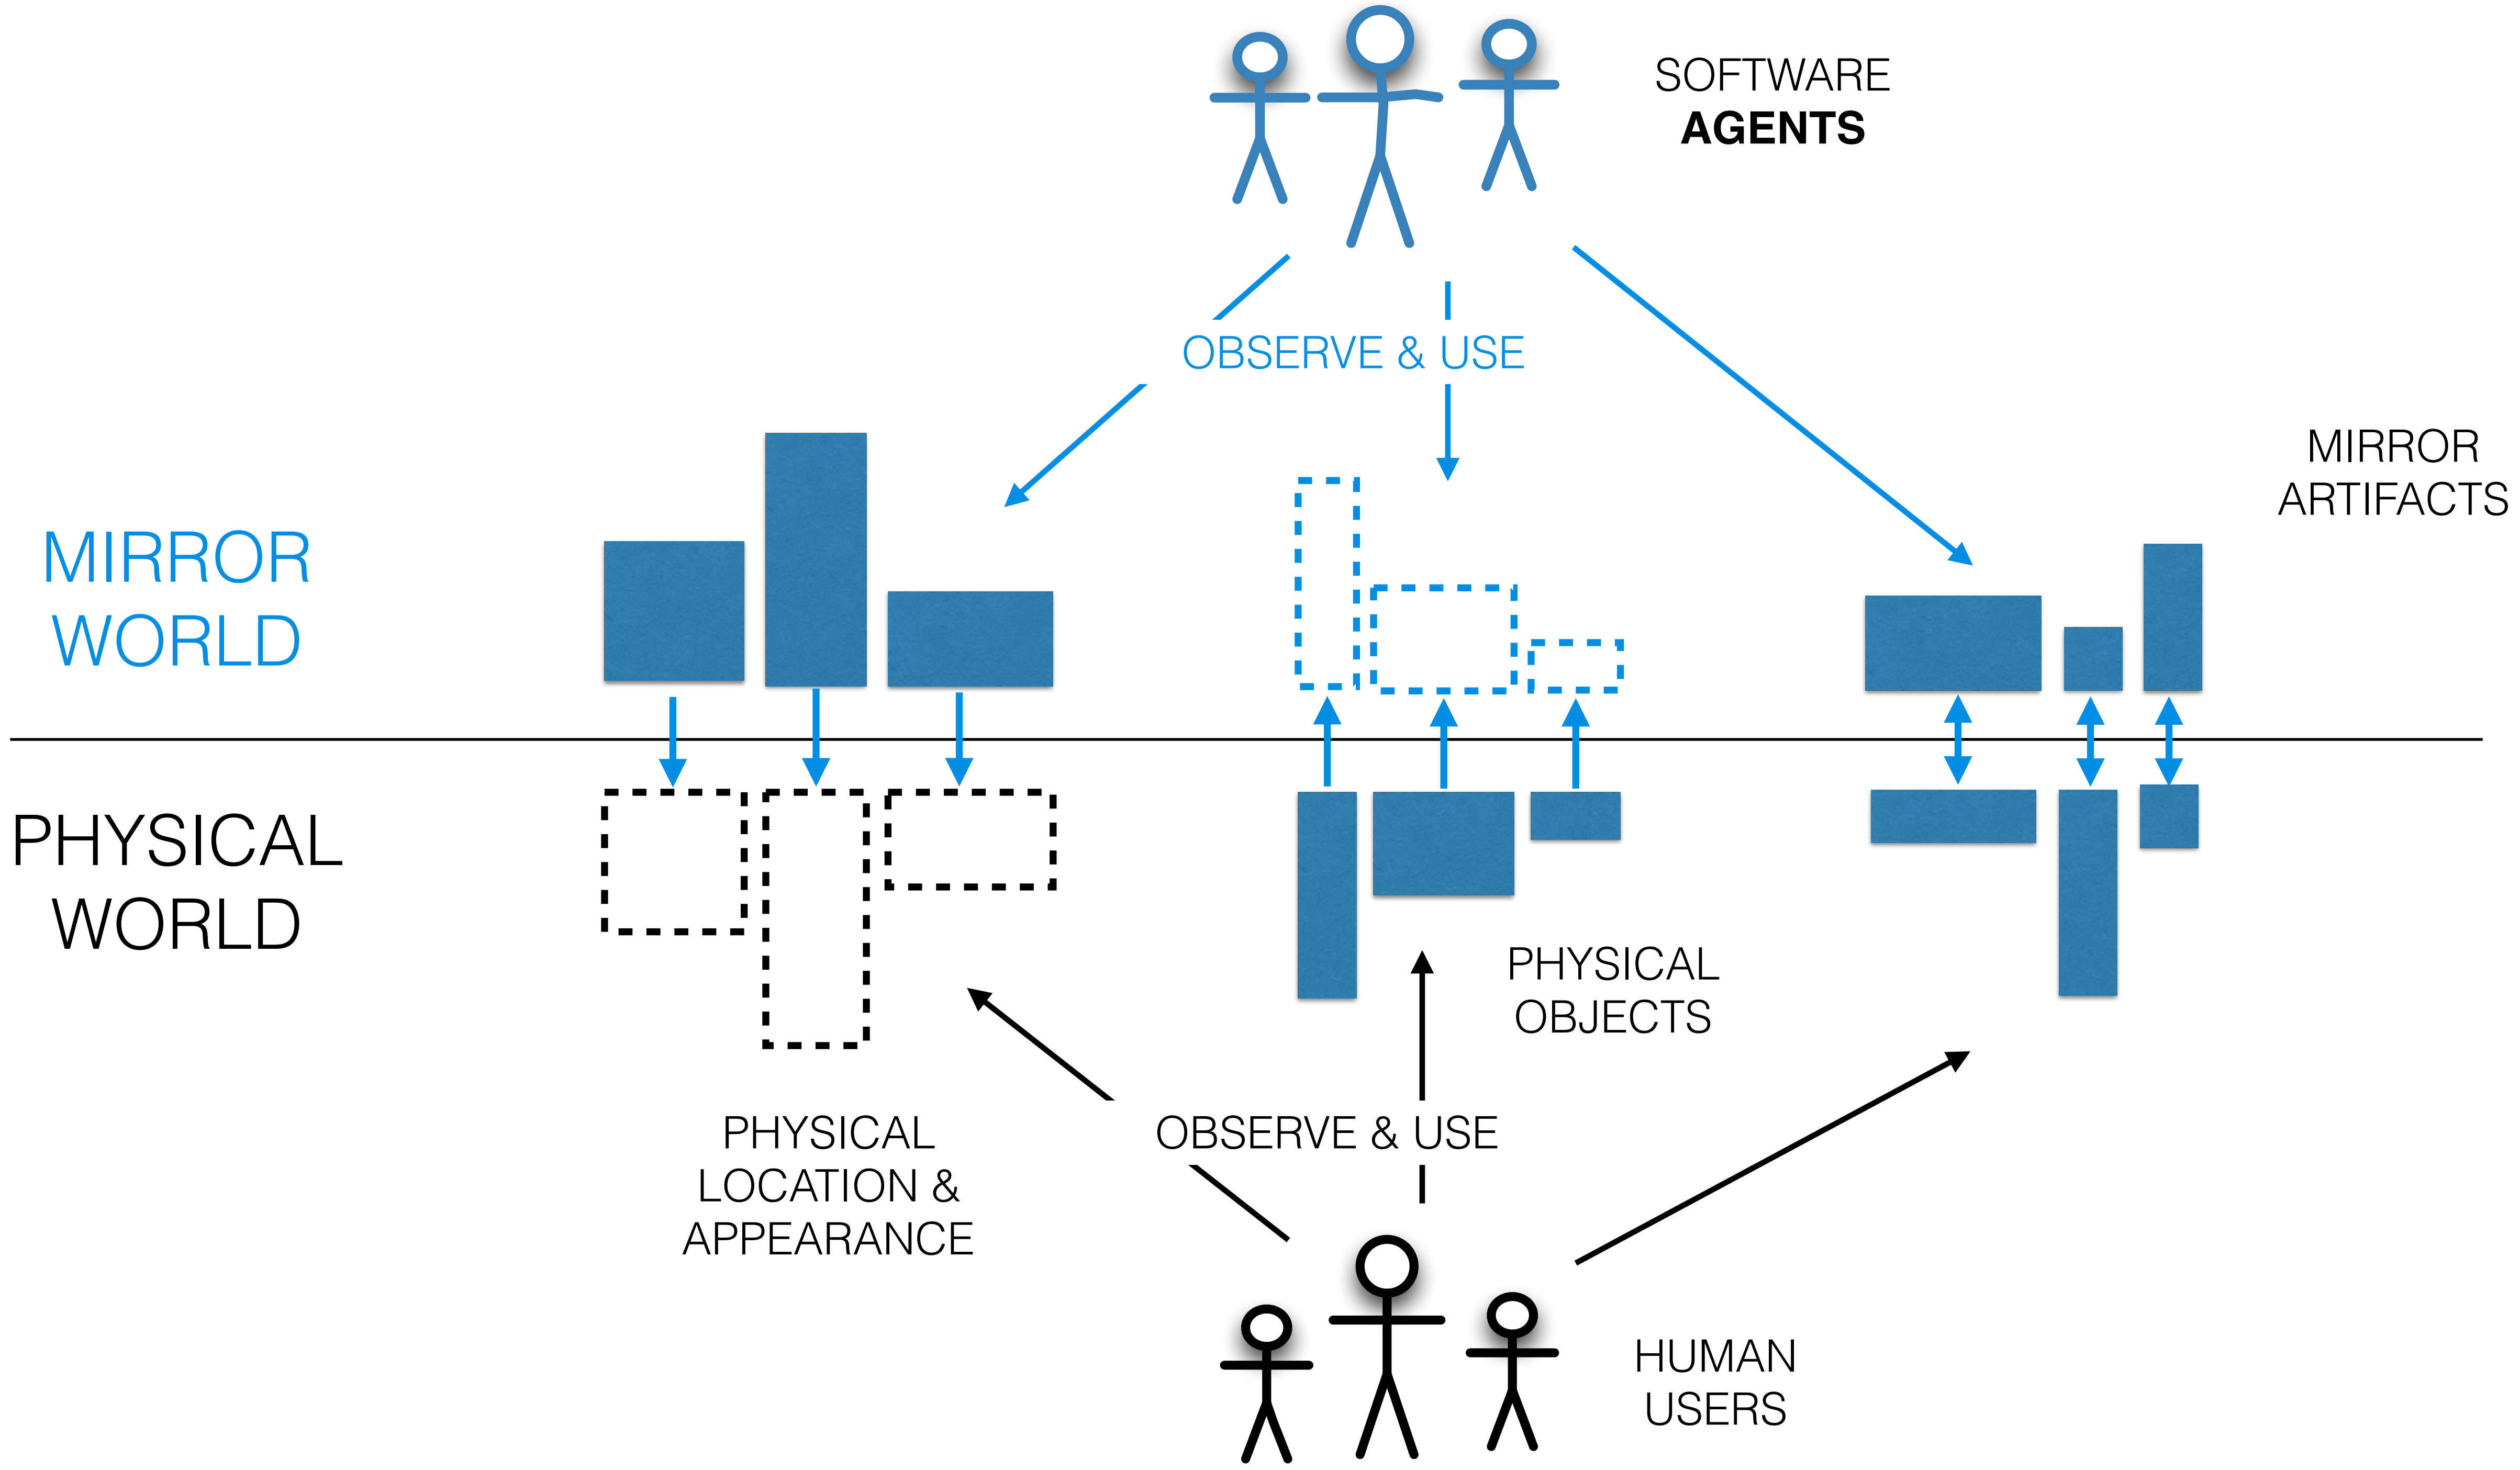 SOFTWARE
AGENTS
OBSERVE & USE
MIRROR
ARTIFACTS
MIRROR
WORLD
PHYSICAL
WORLD
PHYSICAL
OBJECTS
PHYSICAL
LOCATION &
APPEARANCE
OBSERVE & USE
HUMAN
USERS